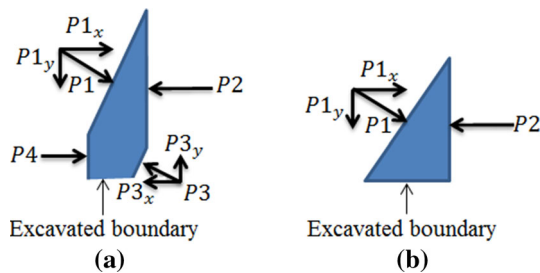 P1x
P1y
P1
P2
P4
P3y
P3x
P3
Excavated boundary
(a)
P1x
P1y
P1
P2
Excavated boundary
(b)